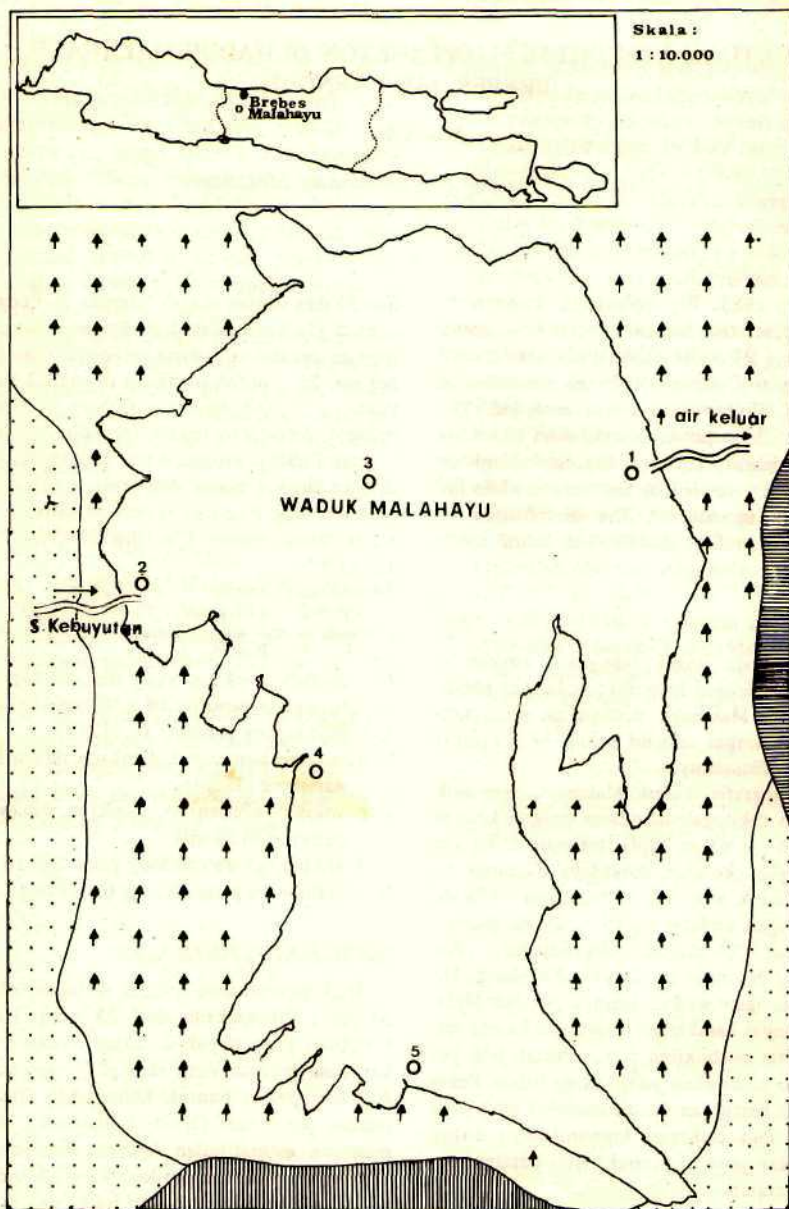 Skala :
1 : 10.000
Brebes
Malahayu
air keluar
1
3
WADUK MALAHAYU
2
S. Kebuyutan
4
5